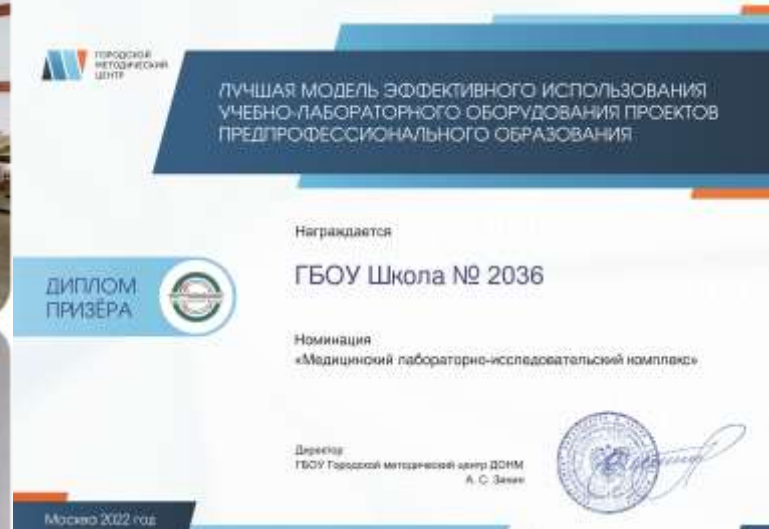 ГОРОДСКОЙ
МЕТОДИЧЕСКИЙ
ЦЕНТР
ЛУЧШАЯ МОДЕЛЬ ЭФФЕКТИВНОГО ИСПОЛЬЗОВАНИЯ
УЧЕБНО-ЛАБОРАТОРНОГО ОБОРУДОВАНИЯ ПРОЕКТОВ
ПРЕДПРОФЕССИОНАЛЬНОГО ОБРАЗОВАНИЯ
Награждается
ГБОУ Школа № 2036
ДИПЛОМ
ПРИЗЁРА
Номинация
«Медицинский лабораторно-исследовательский комплекс»
Директор
ГБОУ Городской методический центр ДОНМ
А. С. Зинин
Москва 2022 год